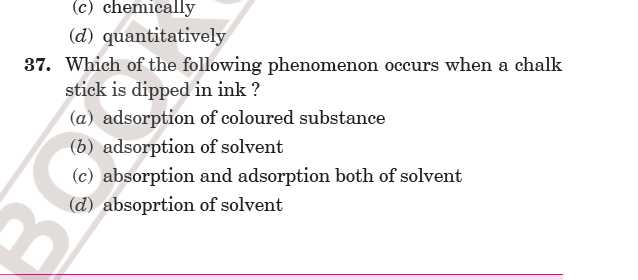 (c) chemically
(d) quantitatively
37. Which of the following phenomenon occurs when a chalk
stick is dipped in ink ?
(a) adsorption of coloured substance
(b) adsorption of solvent
(c) absorption and adsorption both of solvent
(d) absoprtion of solvent
BOOK